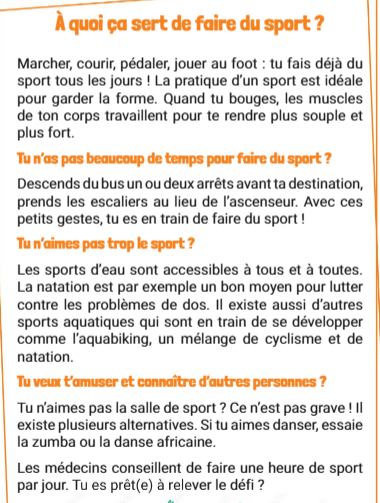 À quoi ça sert de faire du sport ?
Marcher, courir, pédaler, jouer au foot : tu fais déjà du
sport tous les jours ! La pratique d'un sport est idéale
pour garder la forme. Quand tu bouges, les muscles
de ton corps travaillent pour te rendre plus souple et
plus fort.
Tu n'as pas beaucoup de temps pour faire du sport ?
Descends du bus un ou deux arrêts avant ta destination,
prends les escaliers au lieu de l'ascenseur. Avec ces
petits gestes, tu es en train de faire du sport !
Tu n'aimes pas trop le sport ?
Les sports d'eau sont accessibles à tous et à toutes.
La natation est par exemple un bon moyen pour lutter
contre les problèmes de dos. Il existe aussi d'autres
sports aquatiques qui sont en train de se développer
comme l'aquabiking, un mélange de cyclisme et de
natation.
Tu veux t'amuser et connaître d'autres personnes ?
Tu n'aimes pas la salle de sport ? Ce n'est pas grave ! Il
existe plusieurs alternatives. Si tu aimes danser, essaie
la zumba ou la danse africaine.
Les médecins conseillent de faire une heure de sport
par jour. Tu es prêt(e) à relever le défi ?